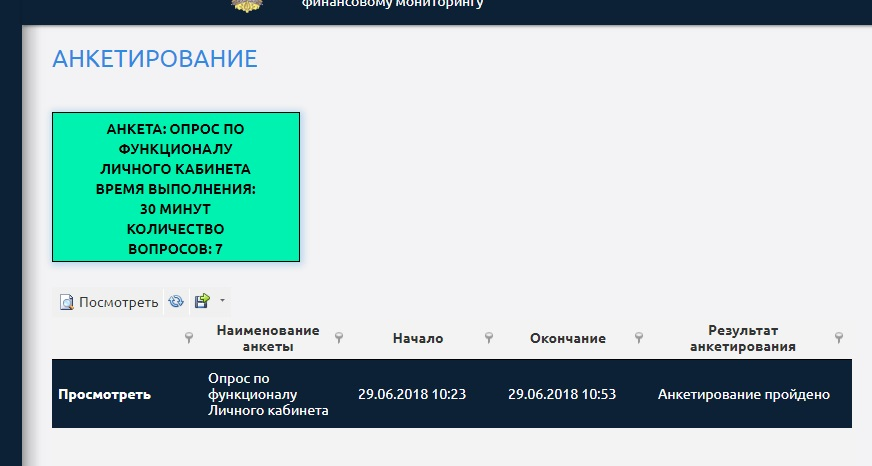 финансовому мониторингу
АНКЕТИРОВАНИЕ
АНКЕТА: ОПРОС ПО
ФУНКЦИОНАЛУ
ЛИЧНОГО КАБИНЕТА
ВРЕМЯ ВЫПОЛНЕНИЯ:
30 МИНУТ
КОЛИЧЕСТВО
ВОПРОСОВ: 7
Посмотреть
Наименование
анкеты
Начало
Окончание
Результат
анкетирования
Просмотреть
Опрос по
функционалу
Личного кабинета
29.06.2018 10:23
29.06.2018 10:53
Анкетирование пройдено